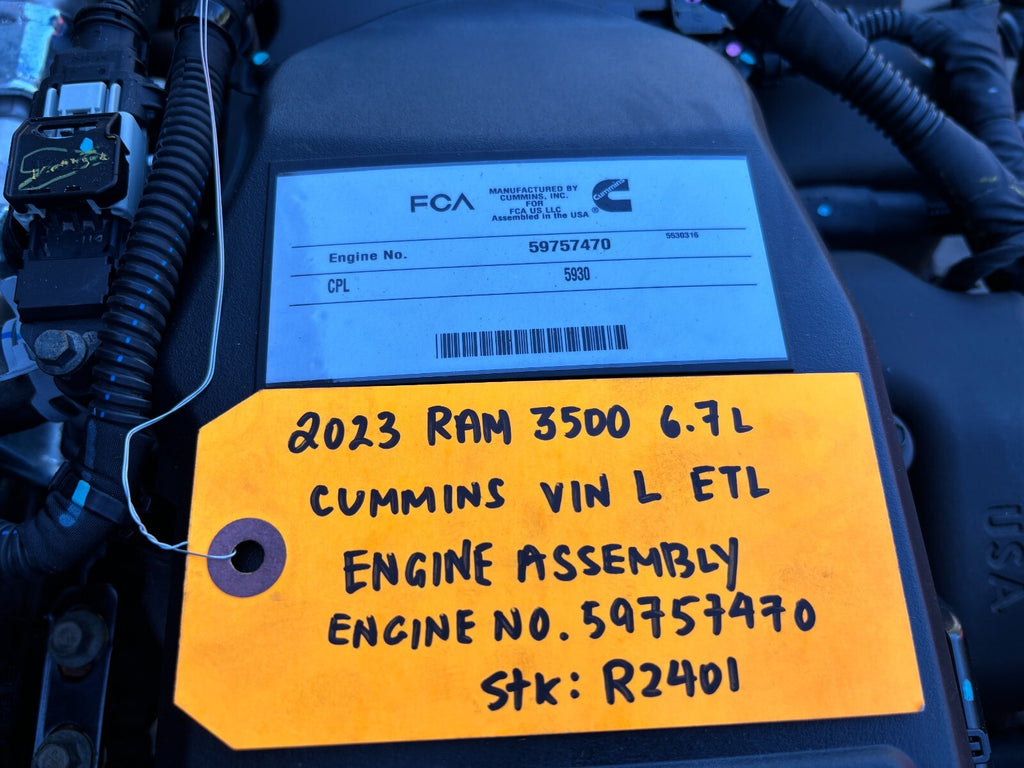 FCA
MANUFACTURED BY
CUMMINS, INC.
FOR
FCA US LLC
Assembled in the USA
Cummins
®
Engine No. 59757470 5530316
CPL 5930
2023 RAM 3500 6.7L
CUMMINS VIN L ETL
ENGINE ASSEMBLY
ENGINE NO. 59757470
Stk: R2401
USA